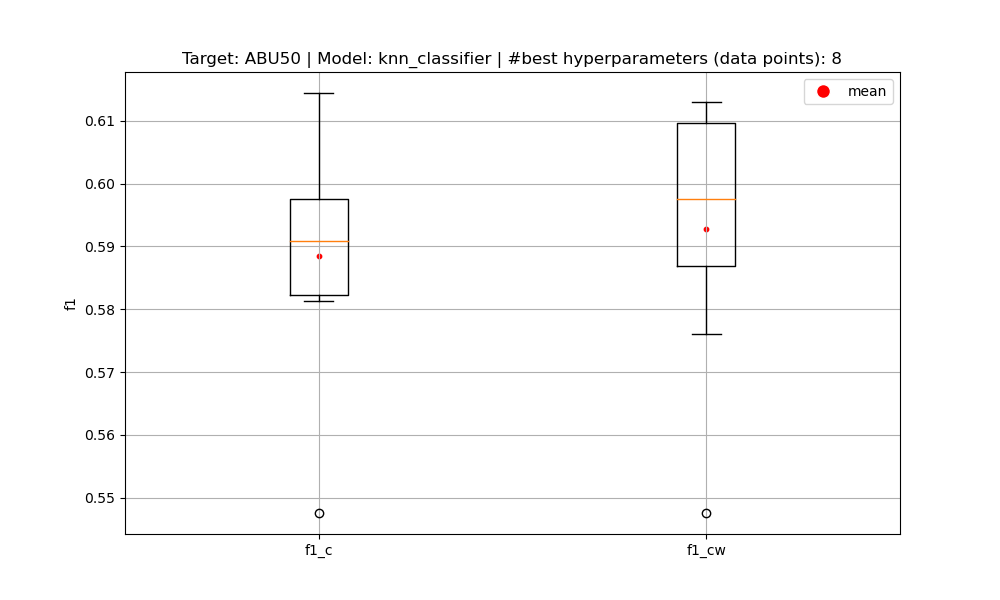 Target: ABU50 | Model: knn_classifier | #best hyperparameters (data points): 8
mean
0.61
0.60
0.59
0.58
0.57
0.56
0.55
f1
f1_c
f1_cw